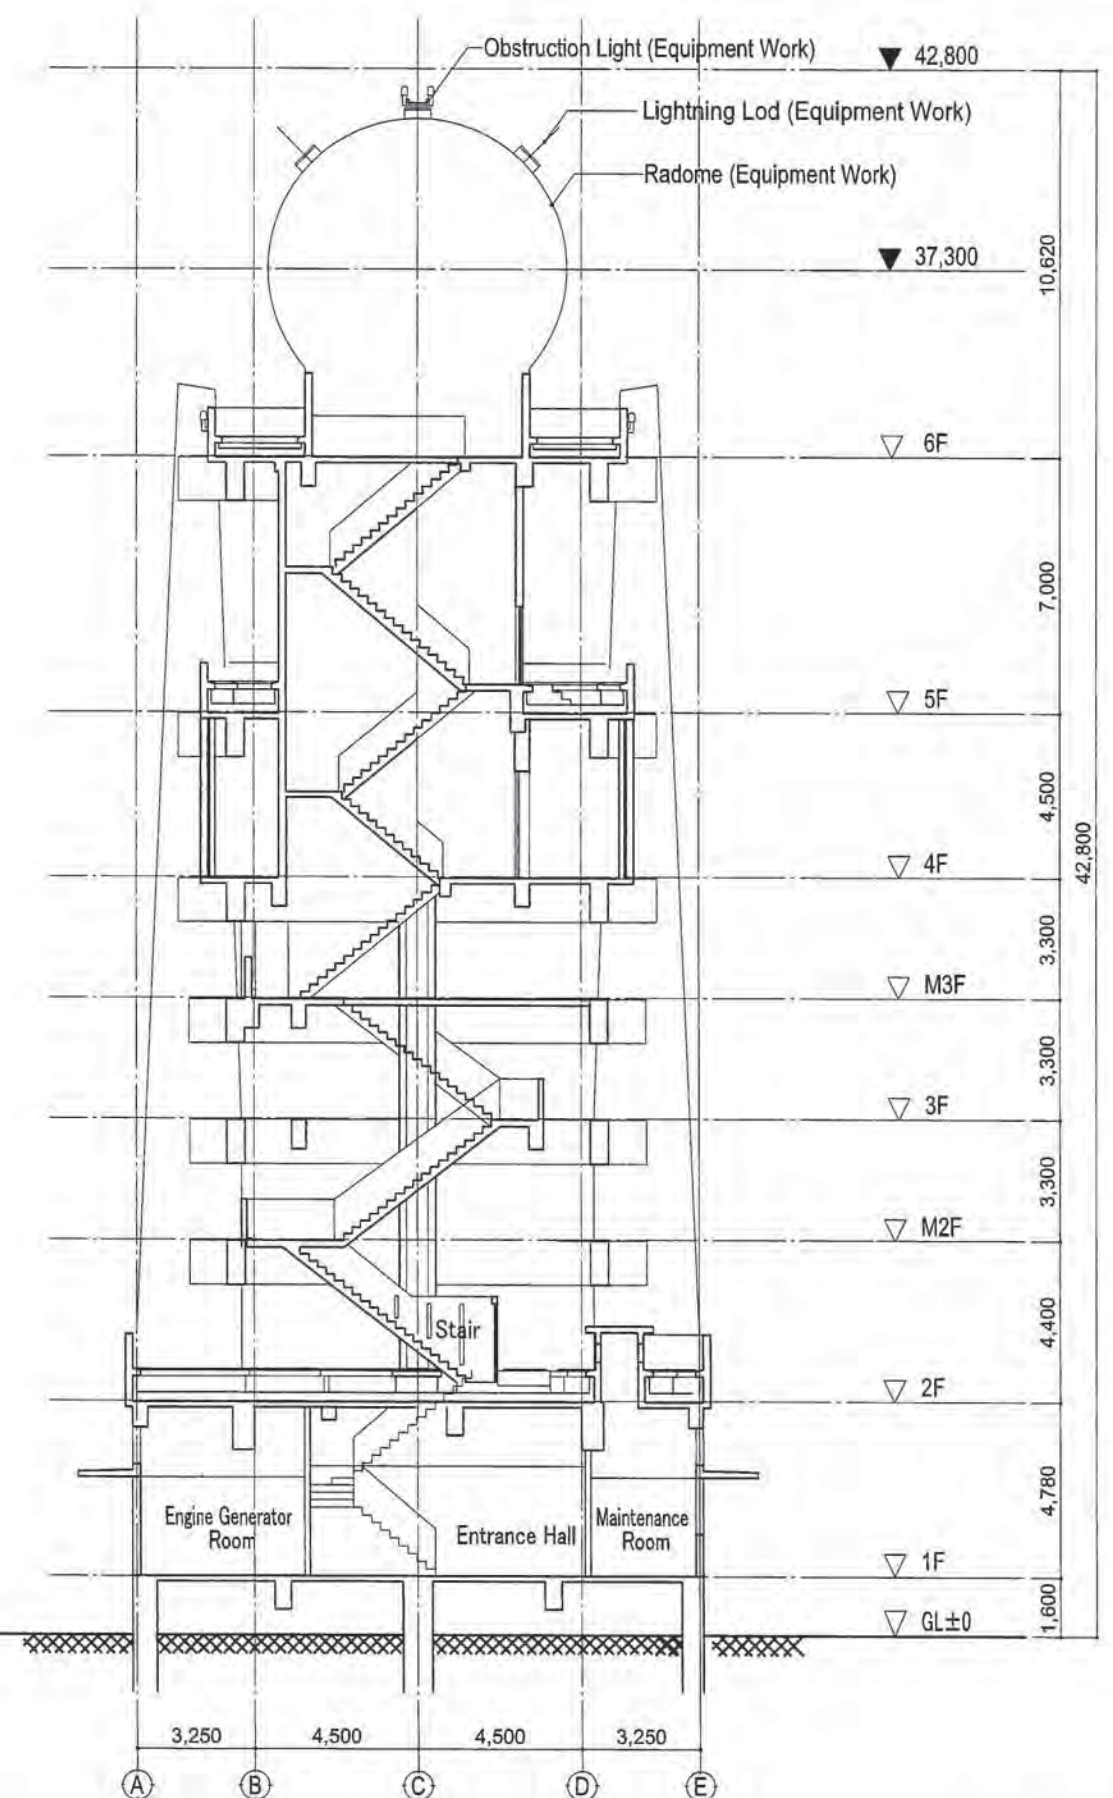 Obstruction Light (Equipment Work)
42,800
Lightning Lod (Equipment Work)
Radome (Equipment Work)
37,300
10,620
6F
7,000
5F
4,500
42,800
4F
3,300
M3F
3,300
3F
3,300
M2F
4,400
Stair
2F
4,780
Engine Generator
Room
Entrance Hall
Maintenance
Room
1F
1,600
GL±0
3,250
4,500
4,500
3,250
A
B
C
D
E